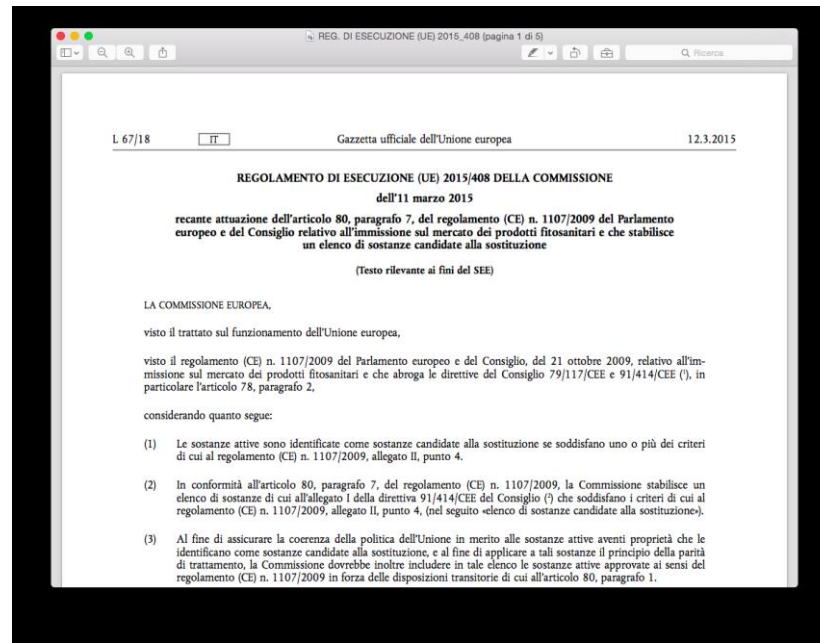 REG. DI ESECUZIONE (UE) 2015_408 (pagina 1 di 5)
Ricerca
L 67/18 IT Gazzetta ufficiale dell'Unione europea 12.3.2015
REGOLAMENTO DI ESECUZIONE (UE) 2015/408 DELLA COMMISSIONE
dell'11 marzo 2015
recante attuazione dell'articolo 80, paragrafo 7, del regolamento (CE) n. 1107/2009 del Parlamento
europeo e del Consiglio relativo all'immissione sul mercato dei prodotti fitosanitari e che stabilisce
un elenco di sostanze candidate alla sostituzione
(Testo rilevante ai fini del SEE)
LA COMMISSIONE EUROPEA,
visto il trattato sul funzionamento dell'Unione europea,
visto il regolamento (CE) n. 1107/2009 del Parlamento europeo e del Consiglio, del 21 ottobre 2009, relativo all'im-
missione sul mercato dei prodotti fitosanitari e che abroga le direttive del Consiglio 79/117/CEE e 91/414/CEE (¹), in
particolare l'articolo 78, paragrafo 2,
considerando quanto segue:
(1) Le sostanze attive sono identificate come sostanze candidate alla sostituzione se soddisfano uno o più dei criteri
di cui al regolamento (CE) n. 1107/2009, allegato II, punto 4.
(2) In conformità all'articolo 80, paragrafo 7, del regolamento (CE) n. 1107/2009, la Commissione stabilisce un
elenco di sostanze di cui all'allegato I della direttiva 91/414/CEE del Consiglio (²) che soddisfano i criteri di cui al
regolamento (CE) n. 1107/2009, allegato II, punto 4, (nel seguito «elenco di sostanze candidate alla sostituzione»).
(3) Al fine di assicurare la coerenza della politica dell'Unione in merito alle sostanze attive aventi proprietà che le
identificano come sostanze candidate alla sostituzione, e al fine di applicare a tali sostanze il principio della parità
di trattamento, la Commissione dovrebbe inoltre includere in tale elenco le sostanze attive approvate ai sensi del
regolamento (CE) n. 1107/2009 in forza delle disposizioni transitorie di cui all'articolo 80, paragrafo 1.